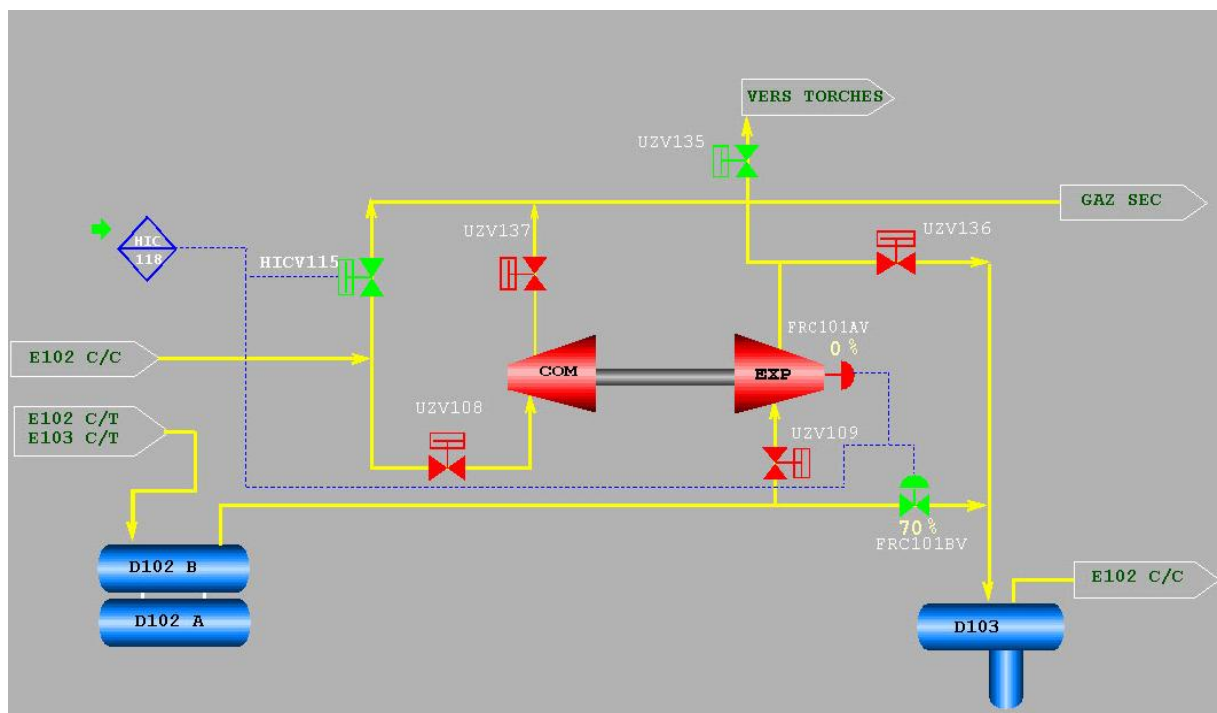 VERS TORCHES
UZV135
GAZ SEC
UZV137
UZV136
HIC
118
HICV115
FRC101AV
0 %
E102 C/C
COM
EXP
UZV108
E102 C/T
E103 C/T
UZV109
70 %
FRC101BV
D102 B
E102 C/C
D102 A
D103